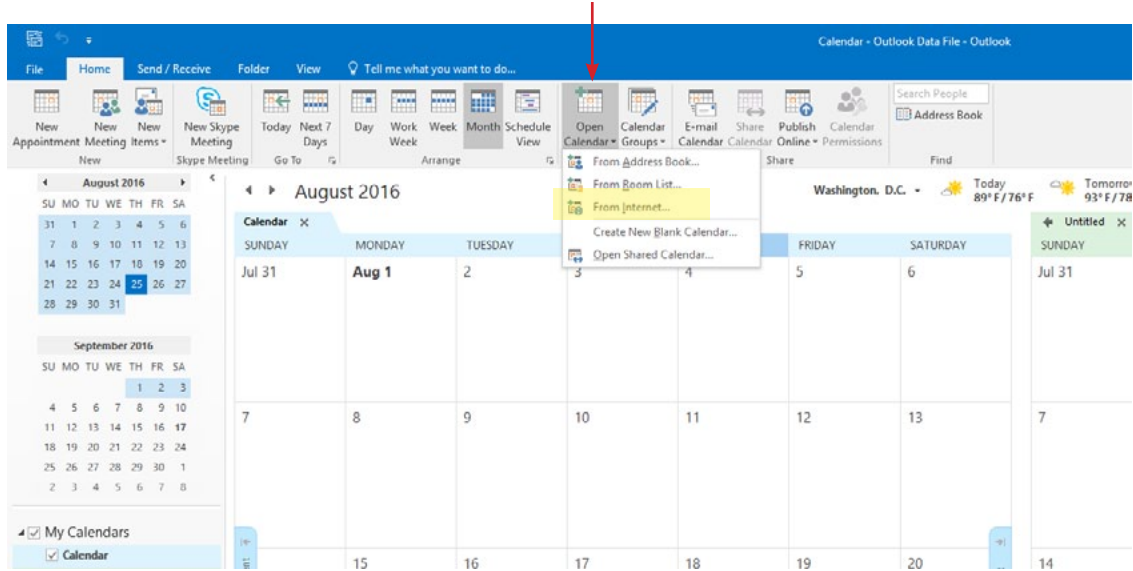 Calendar - Outlook Data File - Outlook
File Home Send / Receive Folder View Tell me what you want to do...
New Appointment
New Meeting
New Items
New Skype Meeting
Today
Next 7 Days
Day
Work Week
Week
Month
Schedule View
Open Calendar
Calendar Groups
E-mail Calendar
Share Calendar
Publish Online
Calendar Permissions
Search People
Address Book
New Skype Meeting Go To Arrange Share Find
From Address Book...
From Room List...
From Internet...
Create New Blank Calendar...
Open Shared Calendar...
August 2016
SU MO TU WE TH FR SA
31 1 2 3 4 5 6
7 8 9 10 11 12 13
14 15 16 17 18 19 20
21 22 23 24 25 26 27
28 29 30 31
September 2016
SU MO TU WE TH FR SA
1 2 3
4 5 6 7 8 9 10
11 12 13 14 15 16 17
18 19 20 21 22 23 24
25 26 27 28 29 30 1
2 3 4 5 6 7 8
My Calendars
Calendar
August 2016
Washington, D.C.
Today
89°F/76°F
Tomorrow
93°F/78
Calendar
Untitled
SUNDAY MONDAY TUESDAY FRIDAY SATURDAY SUNDAY
Jul 31 Aug 1 2 3 4 5 6 Jul 31
7 8 9 10 11 12 13 7
15 16 17 18 19 20 14